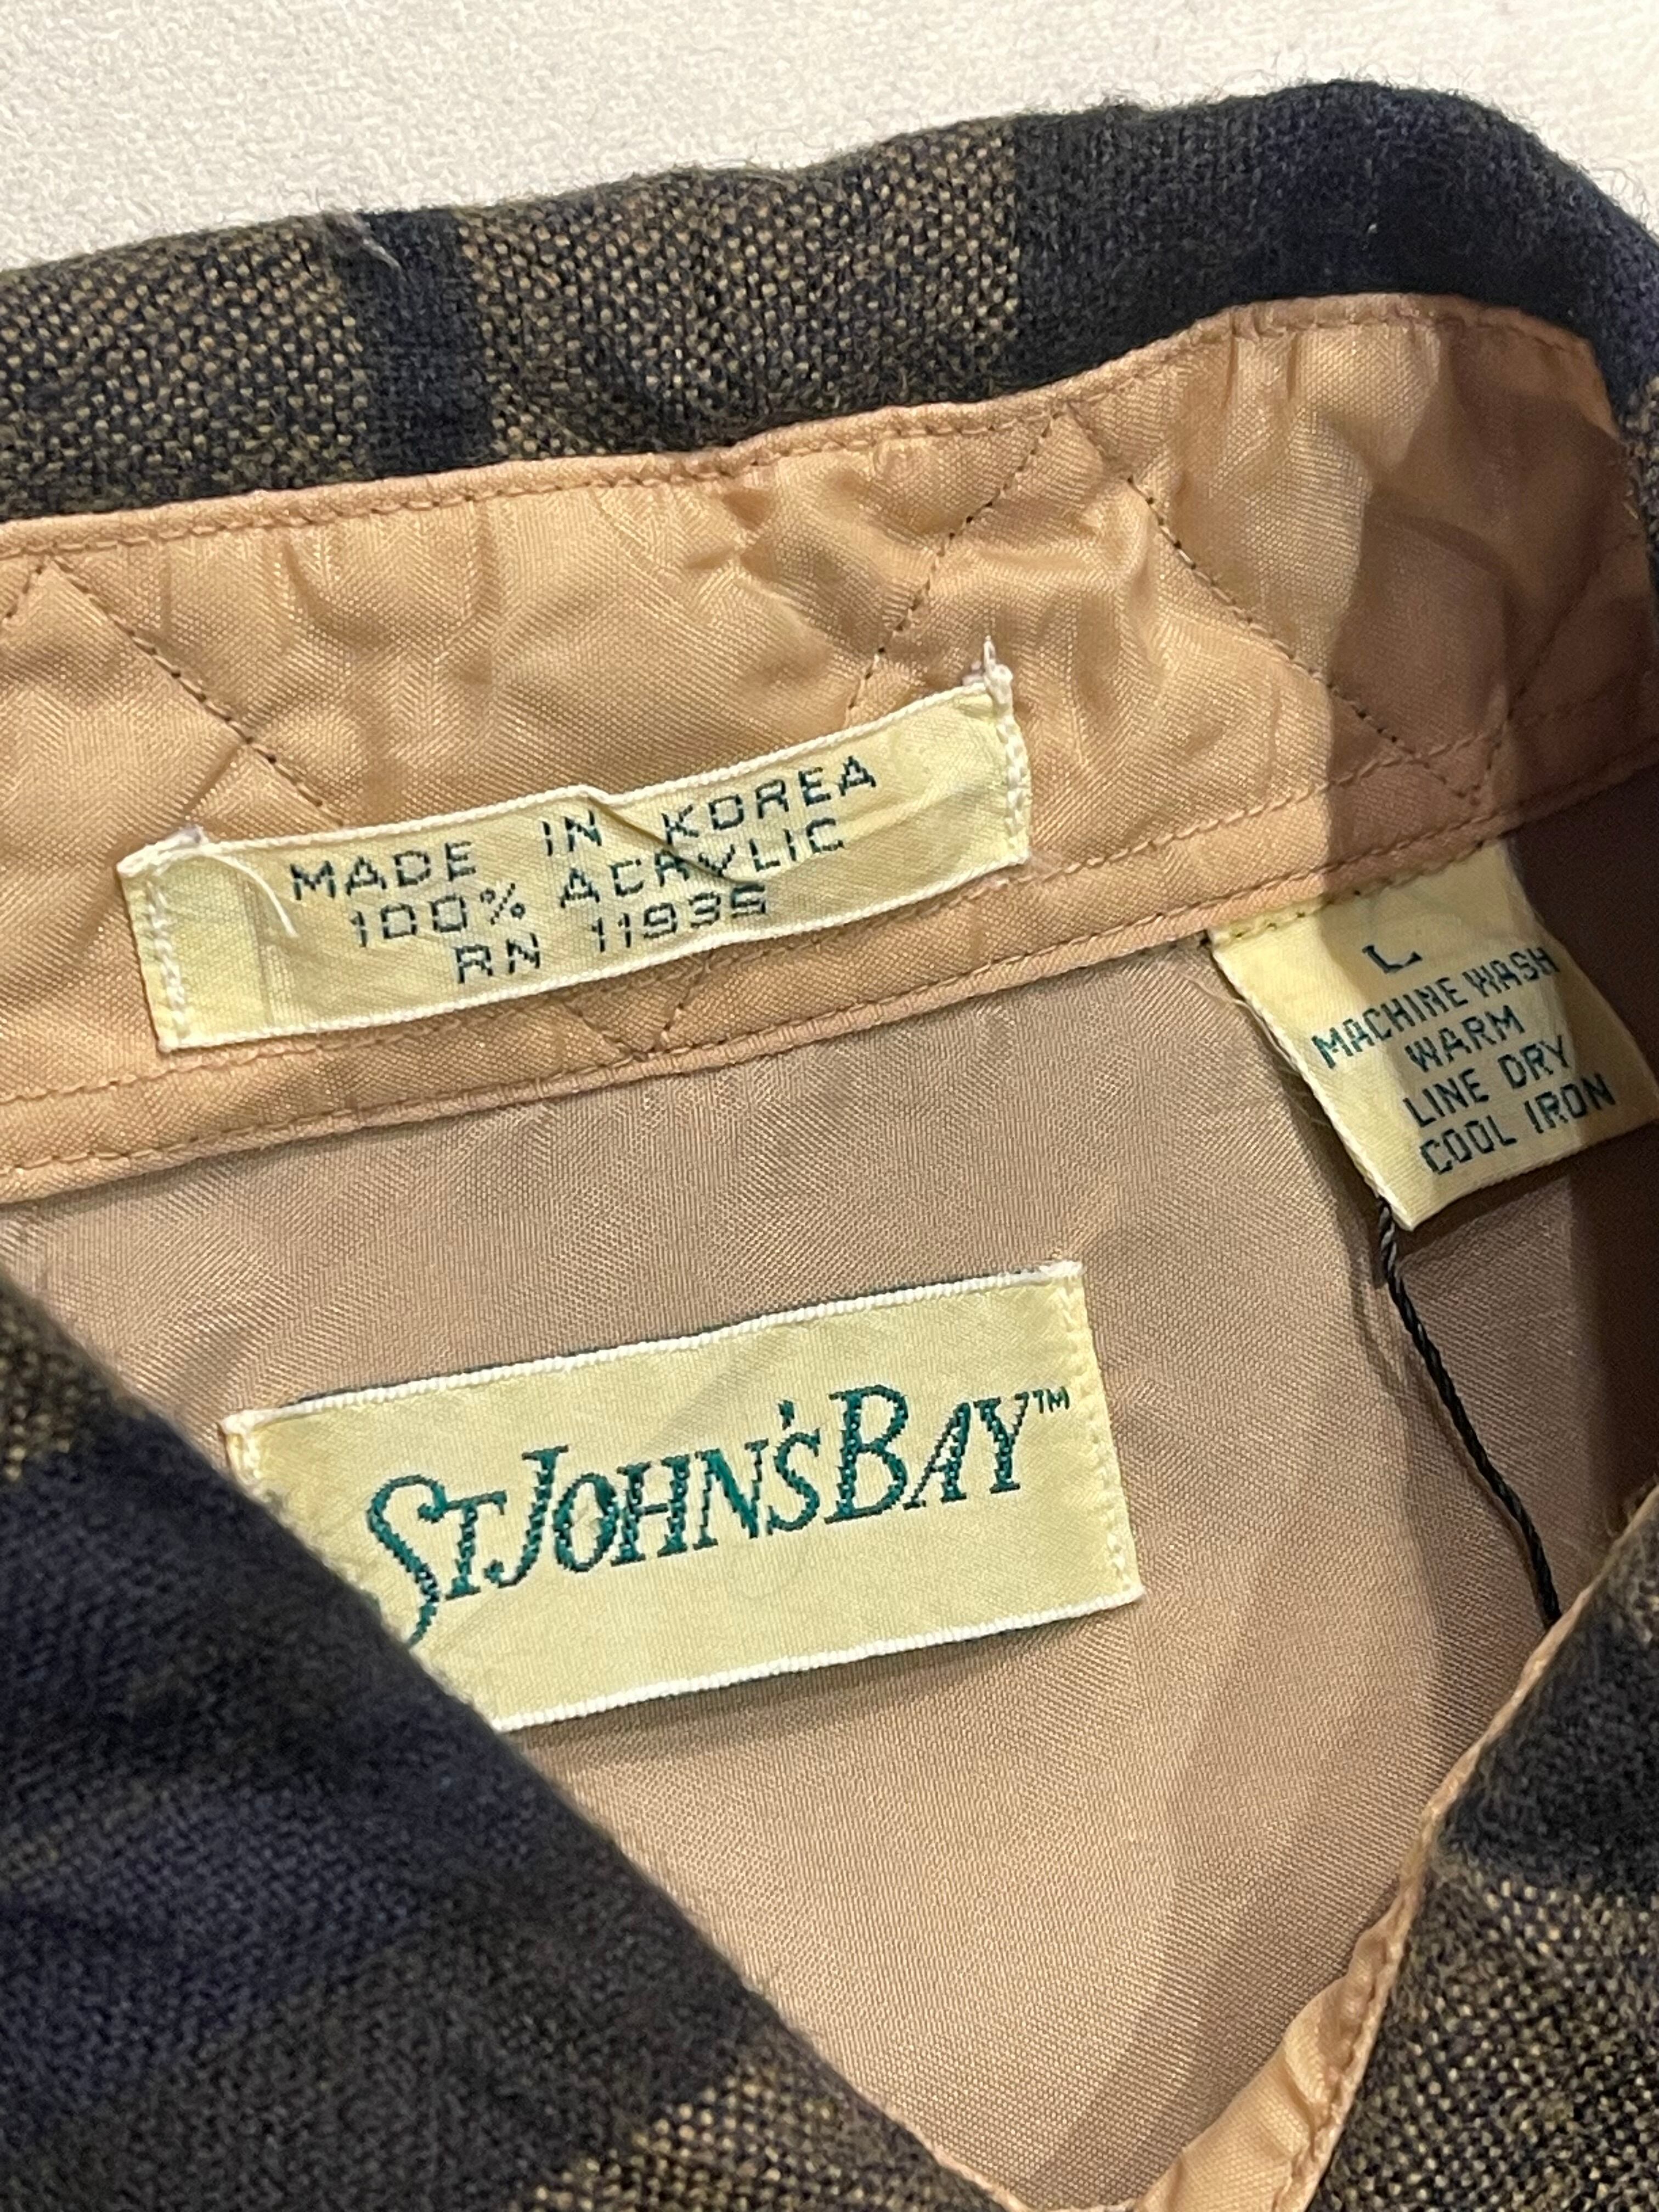 MADE IN KOREA
100% ACRYLIC
RN 11935
L
MACHINE WASH
WARM
LINE DRY
COOL IRON
ST. JOHN'S BAY™